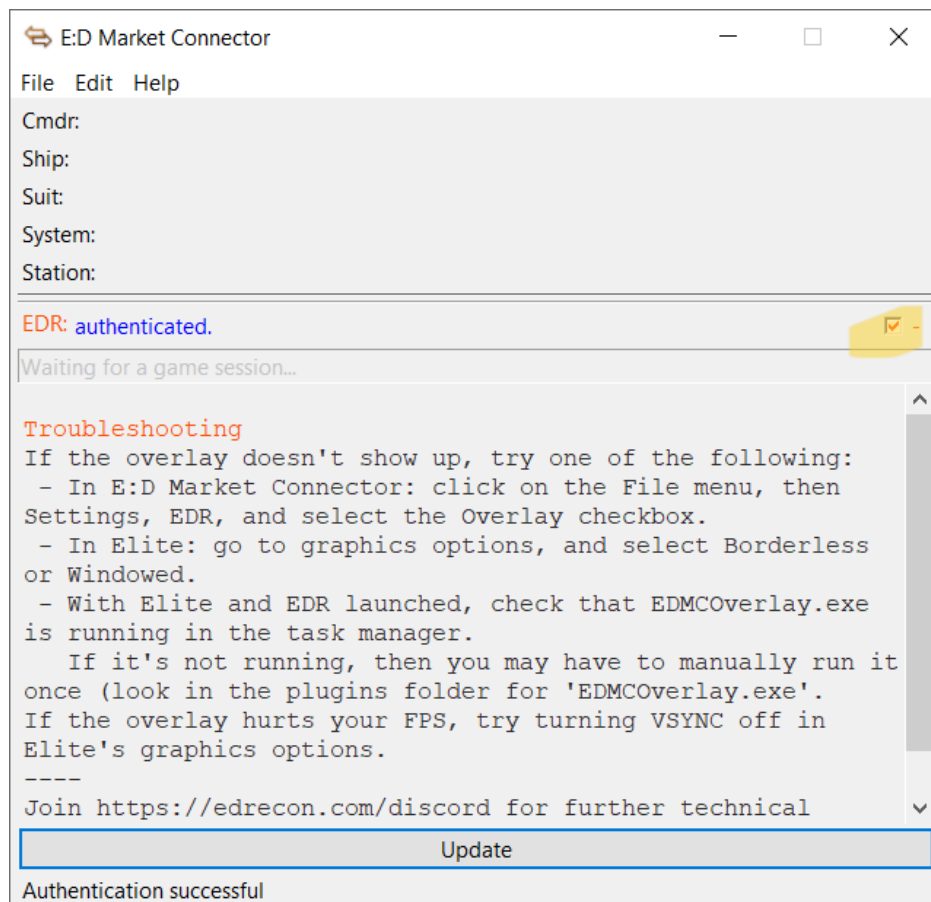 E:D Market Connector
File Edit Help
Cmdr:
Ship:
Suit:
System:
Station:
EDR: authenticated. -
Waiting for a game session...
Troubleshooting
If the overlay doesn't show up, try one of the following:
 - In E:D Market Connector: click on the File menu, then
Settings, EDR, and select the Overlay checkbox.
 - In Elite: go to graphics options, and select Borderless
or Windowed.
 - With Elite and EDR launched, check that EDMCOverlay.exe
is running in the task manager.
   If it's not running, then you may have to manually run it
once (look in the plugins folder for 'EDMCOverlay.exe'.
If the overlay hurts your FPS, try turning VSYNC off in
Elite's graphics options.
----
Join https://edrecon.com/discord for further technical
Update
Authentication successful